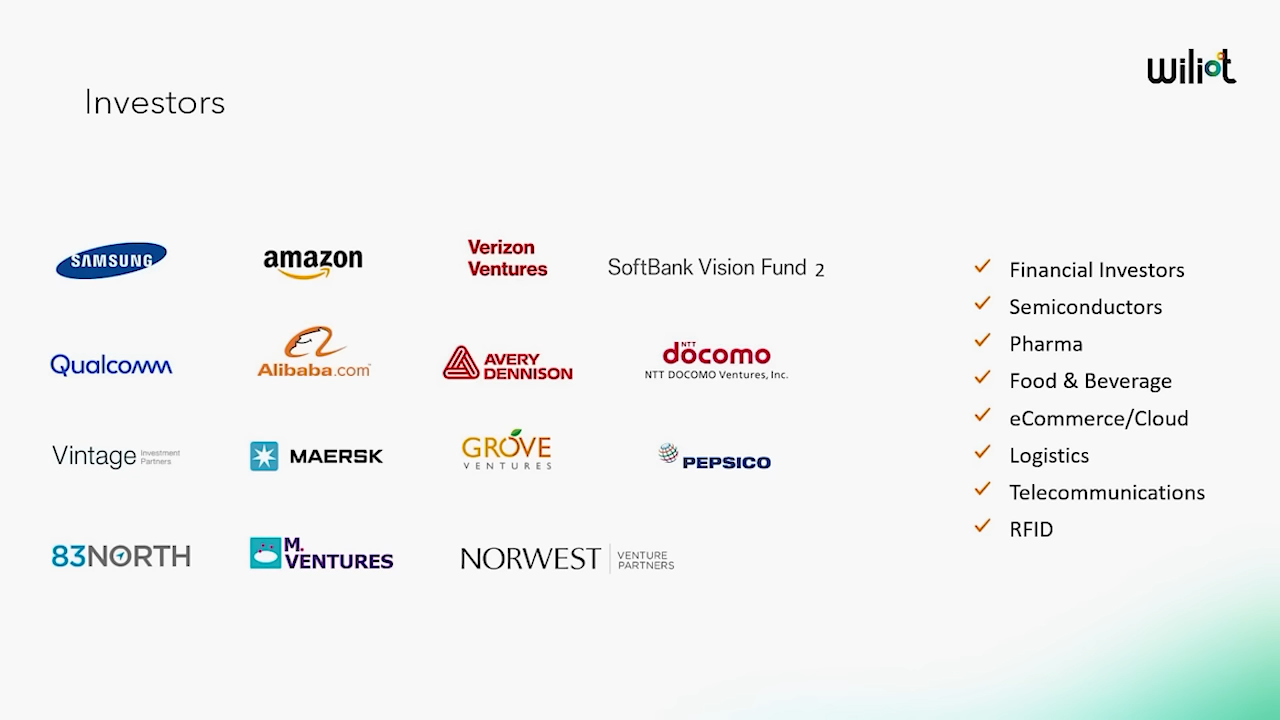 wiliot
Investors
SAMSUNG
amazon
Verizon
Ventures
SoftBank Vision Fund 2
Qualcomm
Alibaba.com
AVERY
DENNISON
NTT
docomo
NTT DOCOMO Ventures, Inc.
Vintage Investment
Partners
MAERSK
GROVE
VENTURES
PEPSICO
83NORTH
M.
VENTURES
NORWEST VENTURE
PARTNERS
Financial Investors
Semiconductors
Pharma
Food & Beverage
eCommerce/Cloud
Logistics
Telecommunications
RFID